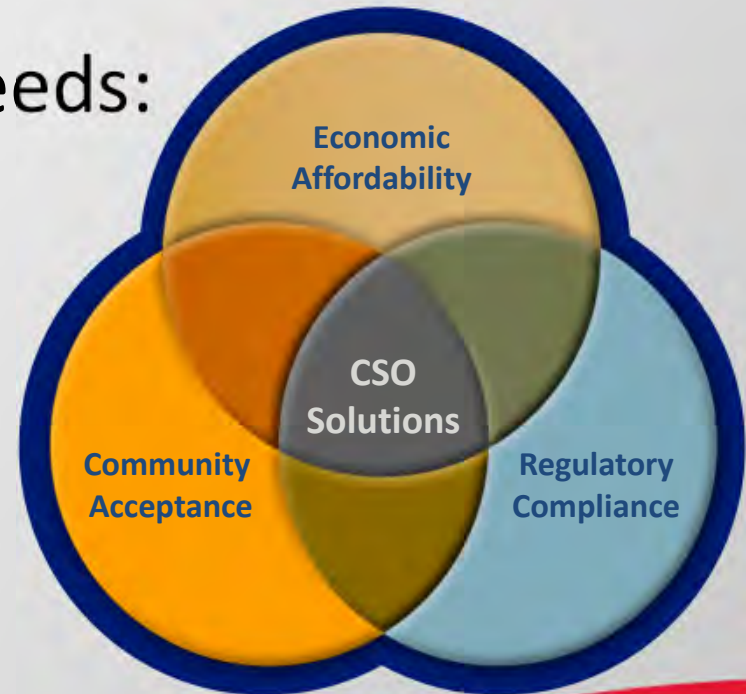 eeds:
Economic
Affordability
CSO
Solutions
Community
Acceptance
Regulatory
Compliance